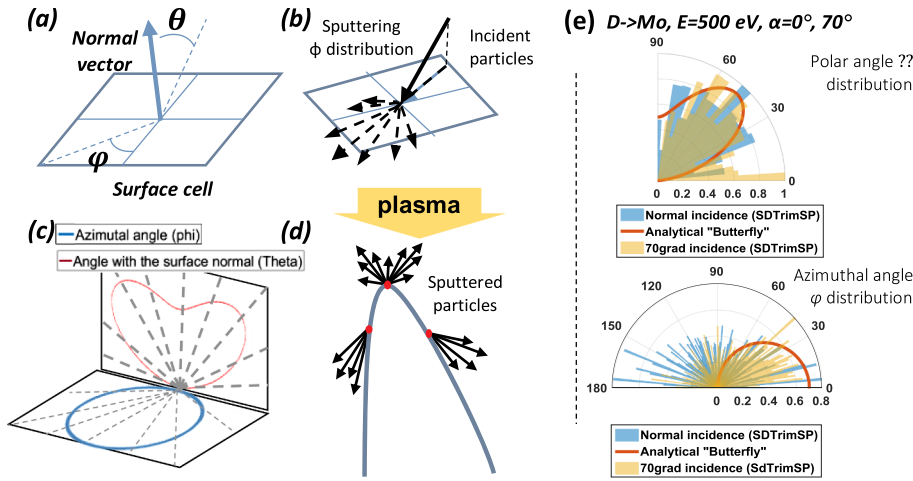 (a)
θ
Normal
vector
φ
Surface cell
(b)
Sputtering
ϕ distribution
Incident
particles
plasma
(c)
Azimutal angle (phi)
Angle with the surface normal (Theta)
(d)
Sputtered
particles
(e) D->Mo, E=500 eV, α=0°, 70°
Polar angle ??
distribution
90
60
30
0
0 0.2 0.4 0.6 0.8 1
Normal incidence (SDTrimSP)
Analytical "Butterfly"
70grad incidence (SDTrimSP)
Azimuthal angle
φ distribution
90
120 60
150 30
180 0
0 0.2 0.4 0.6 0.8
Normal incidence (SDTrimSP)
Analytical "Butterfly"
70grad incidence (SdTrimSP)